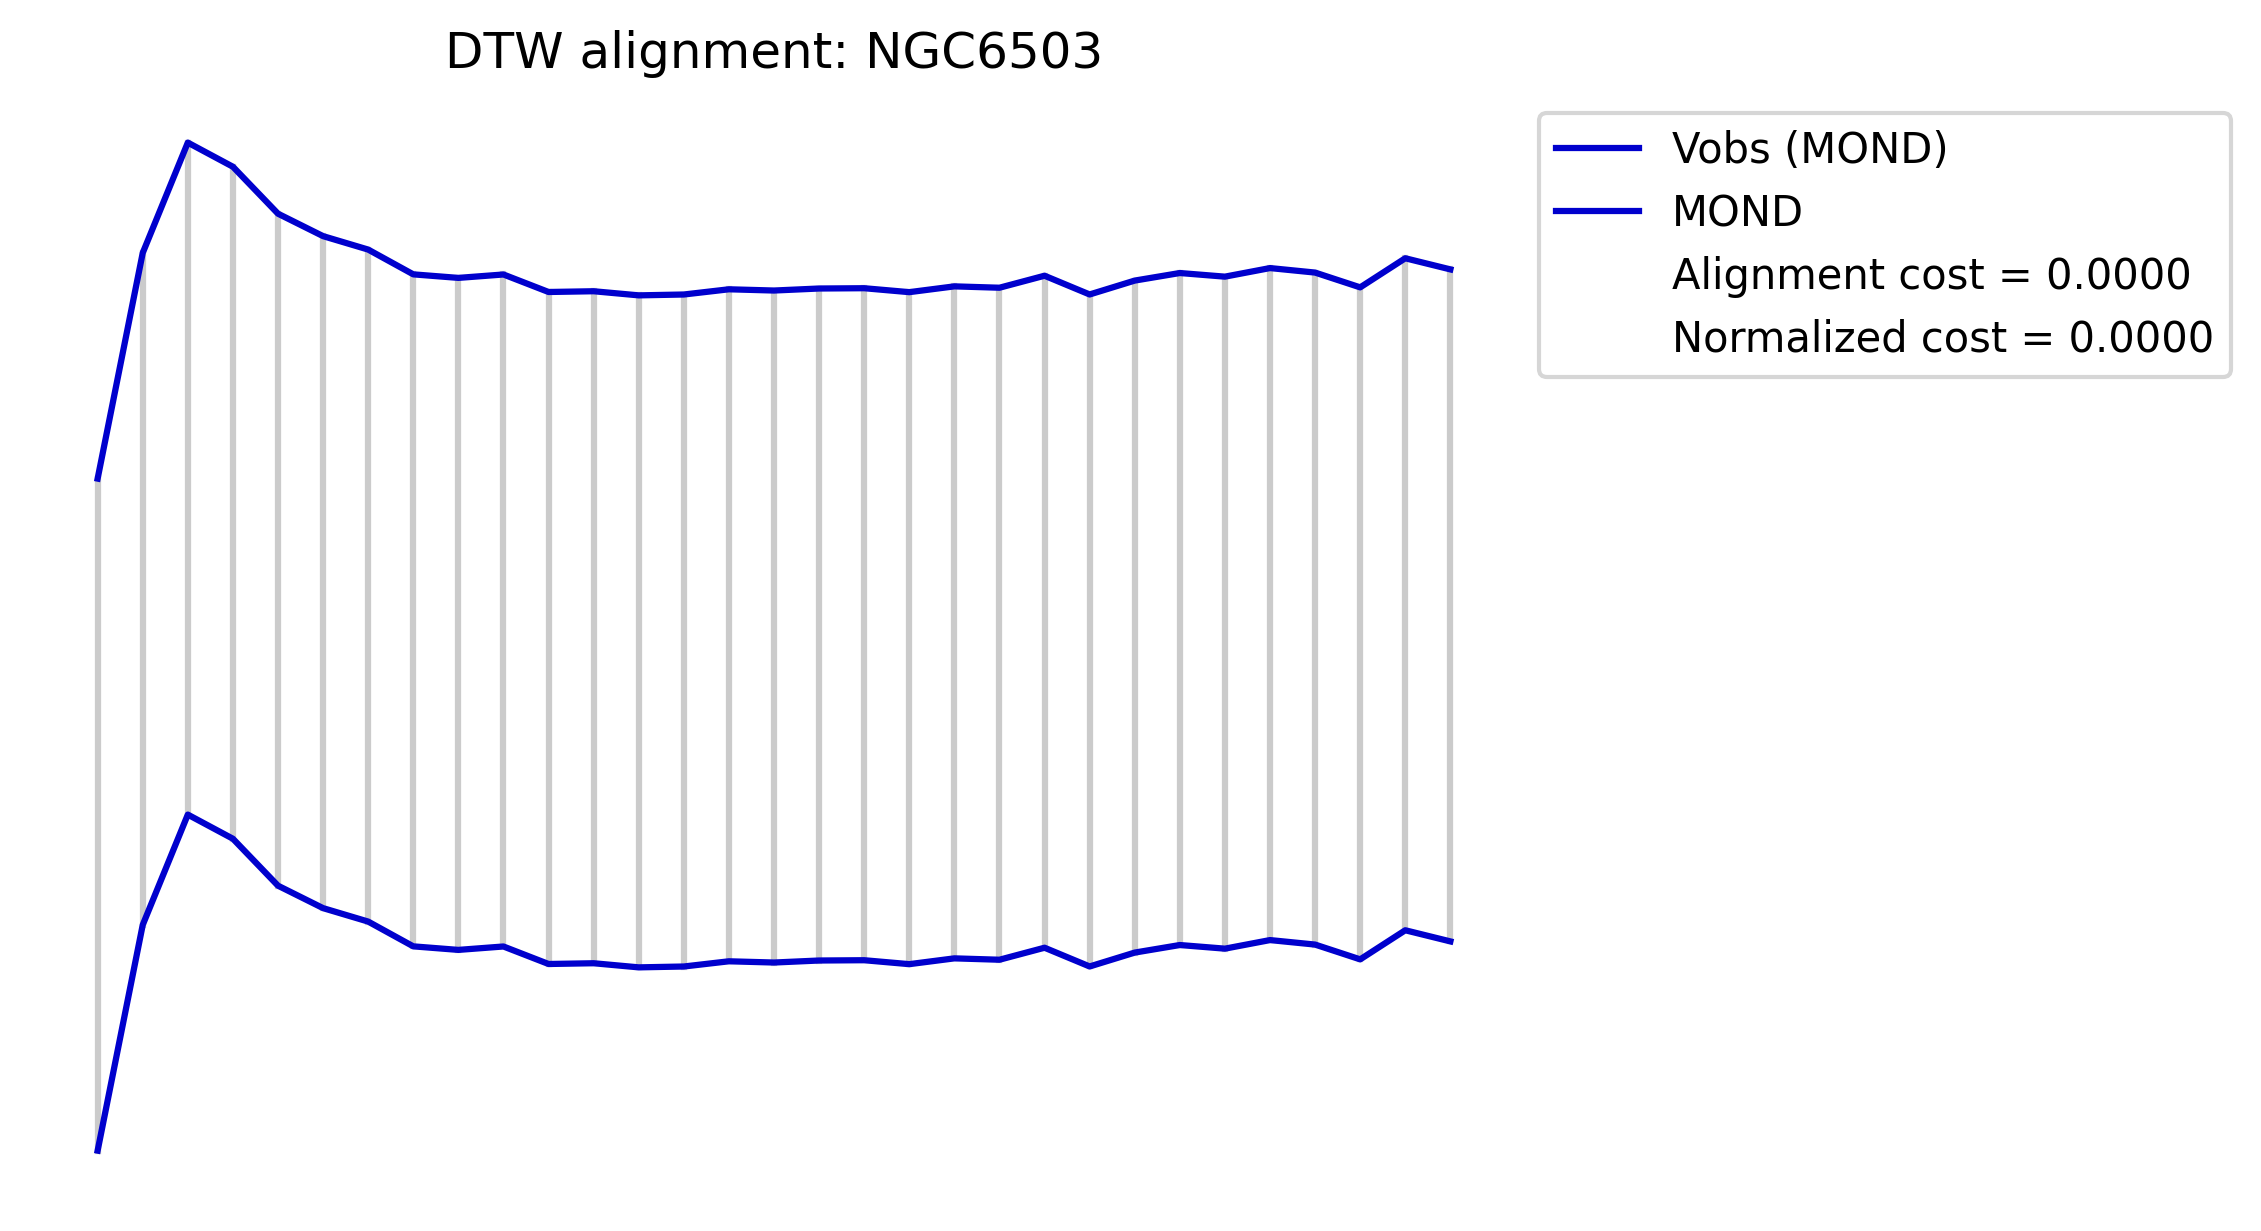 DTW alignment: NGC6503
Vobs (MOND)
MOND
Alignment cost = 0.0000
Normalized cost = 0.0000